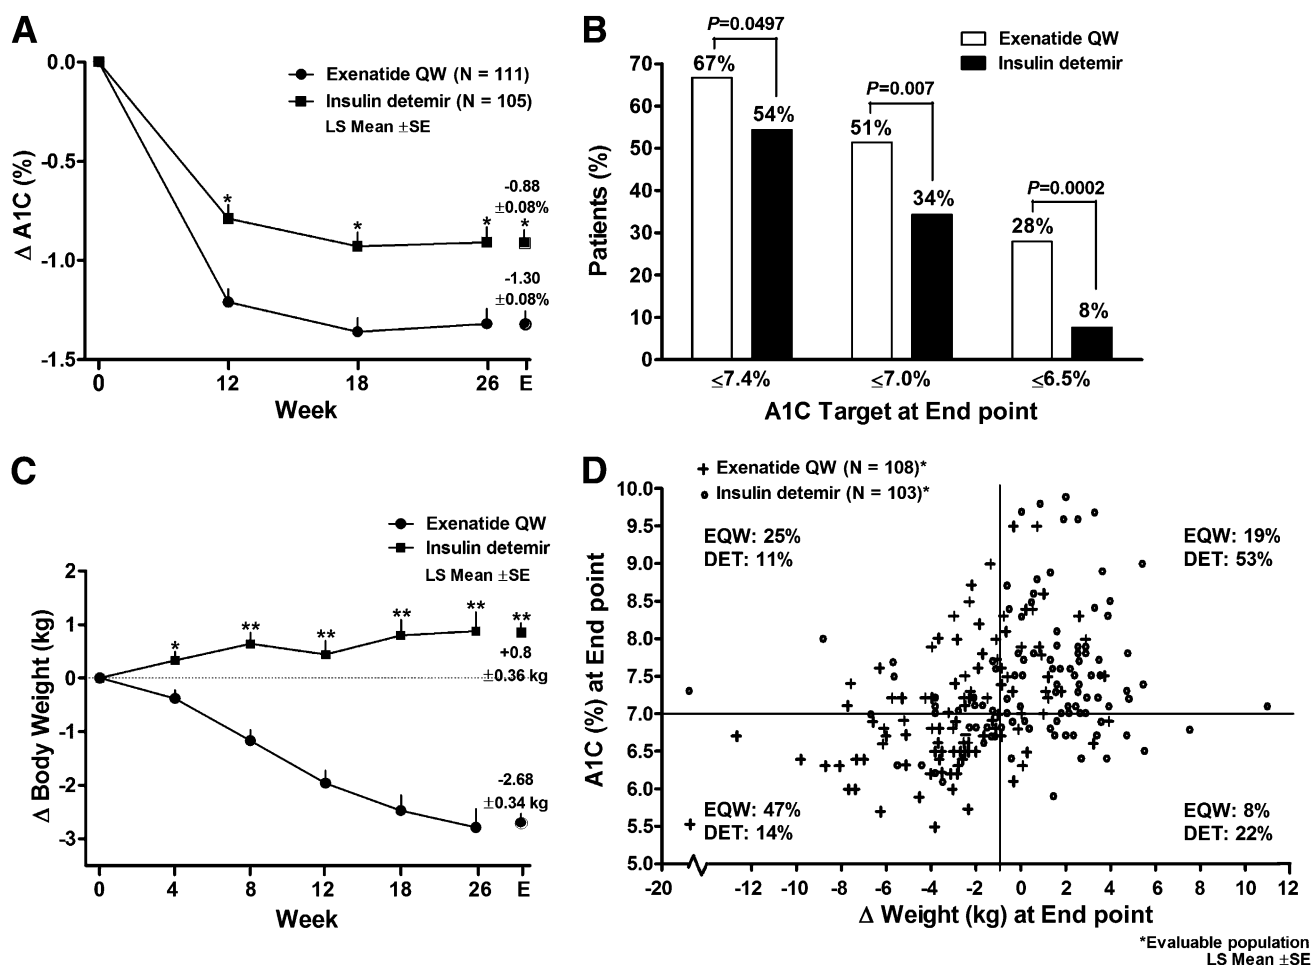 A
0.0
-0.5
-1.0
-1.5
Δ A1C (%)
Exenatide QW (N = 111)
Insulin detemir (N = 105)
LS Mean ±SE
*
*
*
*
-0.88
±0.08%
-1.30
±0.08%
0 12 18 26 E
Week
B
P=0.0497
Exenatide QW
Insulin detemir
70
60
50
40
30
20
10
0
Patients (%)
67%
54%
P=0.007
51%
34%
P=0.0002
28%
8%
≤7.4% ≤7.0% ≤6.5%
A1C Target at End point
C
Exenatide QW
Insulin detemir
LS Mean ±SE
2
1
0
-1
-2
-3
Δ Body Weight (kg)
*
**
**
**
**
**
+0.8
±0.36 kg
-2.68
±0.34 kg
0 4 8 12 18 26 E
Week
D
Exenatide QW (N = 108)*
Insulin detemir (N = 103)*
10.0
9.5
9.0
8.5
8.0
7.5
7.0
6.5
6.0
5.5
5.0
A1C (%) at End point
EQW: 25%
DET: 11%
EQW: 19%
DET: 53%
EQW: 47%
DET: 14%
EQW: 8%
DET: 22%
-20 -12 -10 -8 -6 -4 -2 0 2 4 6 8 10 12
Δ Weight (kg) at End point
*Evaluable population
LS Mean ±SE